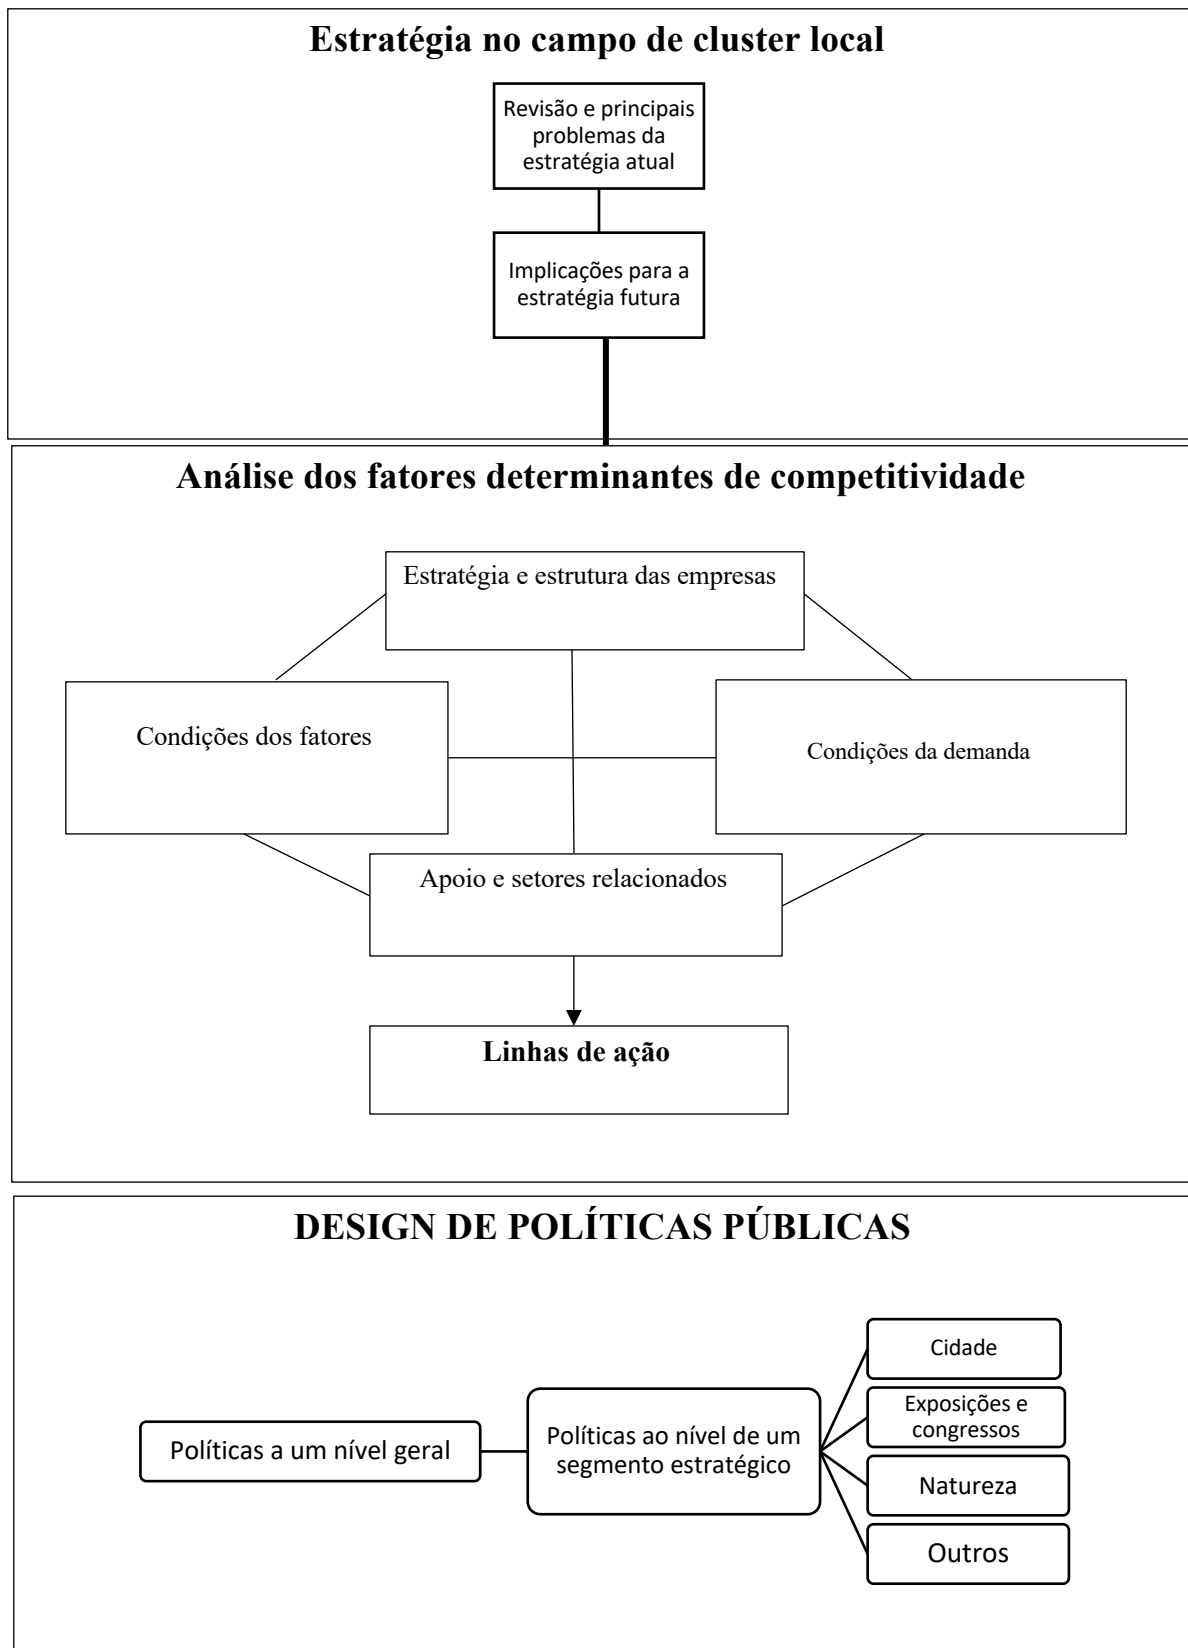 Estratégia no campo de cluster local
Revisão e principais
problemas da
estratégia atual
Implicações para a
estratégia futura
Análise dos fatores determinantes de competitividade
Estratégia e estrutura das empresas
Condições dos fatores
Condições da demanda
Apoio e setores relacionados
Linhas de ação
DESIGN DE POLÍTICAS PÚBLICAS
Políticas a um nível geral
Políticas ao nível de um
segmento estratégico
Cidade
Exposições e
congressos
Natureza
Outros